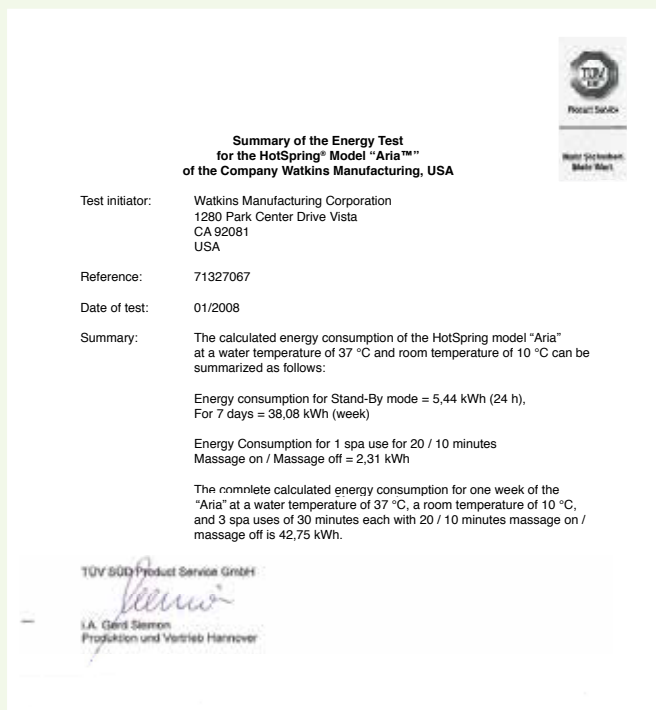 TÜV
Product Service
Mehr Sicherheit.
Mehr Wert.
Summary of the Energy Test
for the HotSpring® Model “Aria™”
of the Company Watkins Manufacturing, USA
Test initiator: Watkins Manufacturing Corporation
1280 Park Center Drive Vista
CA 92081
USA
Reference: 71327067
Date of test: 01/2008
Summary: The calculated energy consumption of the HotSpring model “Aria”
at a water temperature of 37 °C and room temperature of 10 °C can be
summarized as follows:
Energy consumption for Stand-By mode = 5,44 kWh (24 h),
For 7 days = 38,08 kWh (week)
Energy Consumption for 1 spa use for 20 / 10 minutes
Massage on / Massage off = 2,31 kWh
The complete calculated energy consumption for one week of the
“Aria” at a water temperature of 37 °C, a room temperature of 10 °C,
and 3 spa uses of 30 minutes each with 20 / 10 minutes massage on /
massage off is 42,75 kWh.
TÜV SÜD Product Service GmbH
i.A. Gerd Siemon
Produktion und Vertrieb Hannover